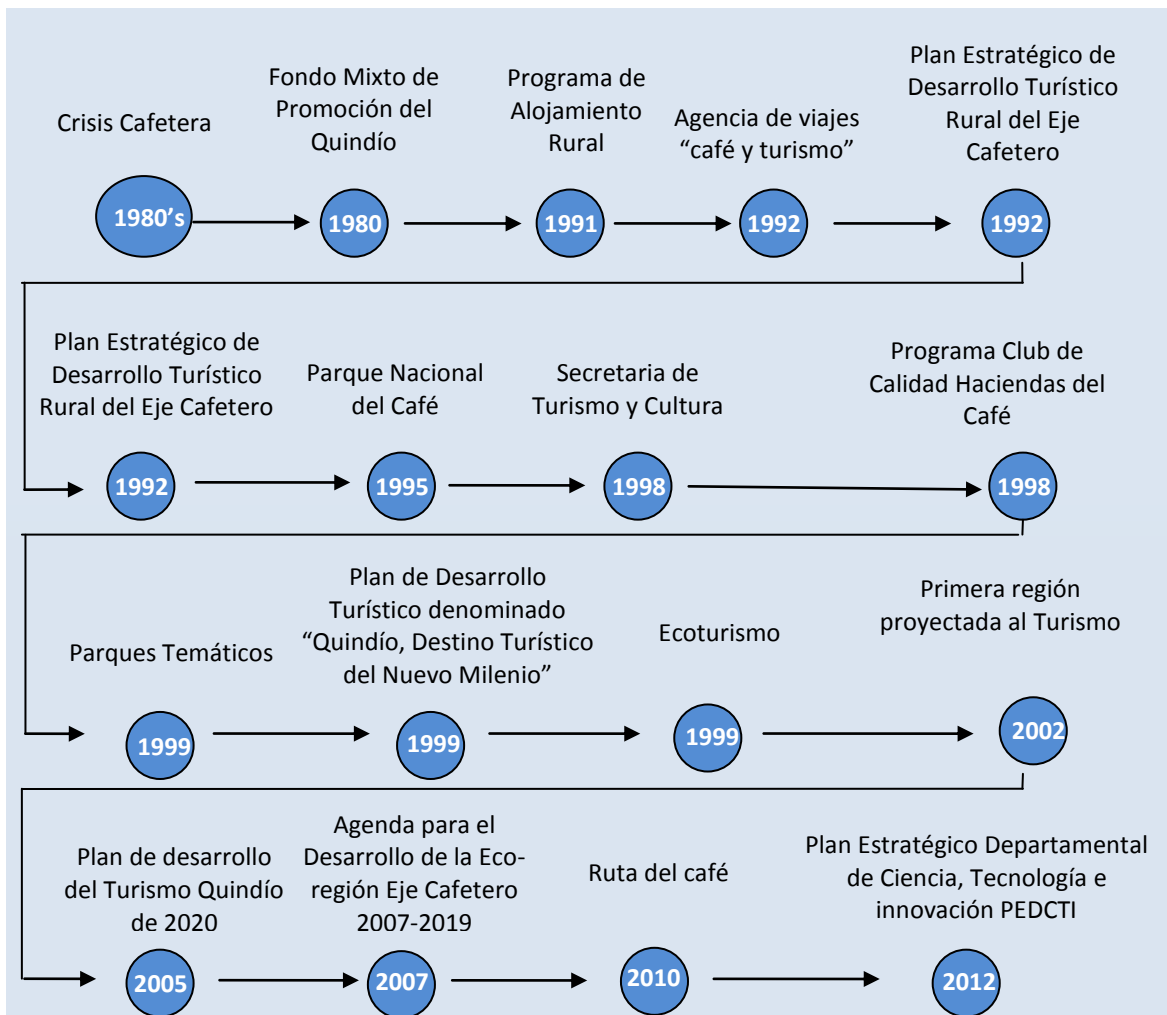 Crisis Cafetera
Fondo Mixto de
Promoción del
Quindío
Programa de
Alojamiento
Rural
Agencia de viajes
“café y turismo”
Plan Estratégico de
Desarrollo Turístico
Rural del Eje
Cafetero
1980’s
1980
1991
1992
1992
Plan Estratégico de
Desarrollo Turístico
Rural del Eje Cafetero
Parque Nacional
del Café
Secretaria de
Turismo y Cultura
Programa Club de
Calidad Haciendas del
Café
1992
1995
1998
1998
Parques Temáticos
Plan de Desarrollo
Turístico denominado
“Quindío, Destino Turístico
del Nuevo Milenio”
Ecoturismo
Primera región
proyectada al Turismo
1999
1999
1999
2002
Plan de desarrollo
del Turismo Quindío
de 2020
Agenda para el
Desarrollo de la Eco-
región Eje Cafetero
2007-2019
Ruta del café
Plan Estratégico Departamental
de Ciencia, Tecnología e
innovación PEDCTI
2005
2007
2010
2012